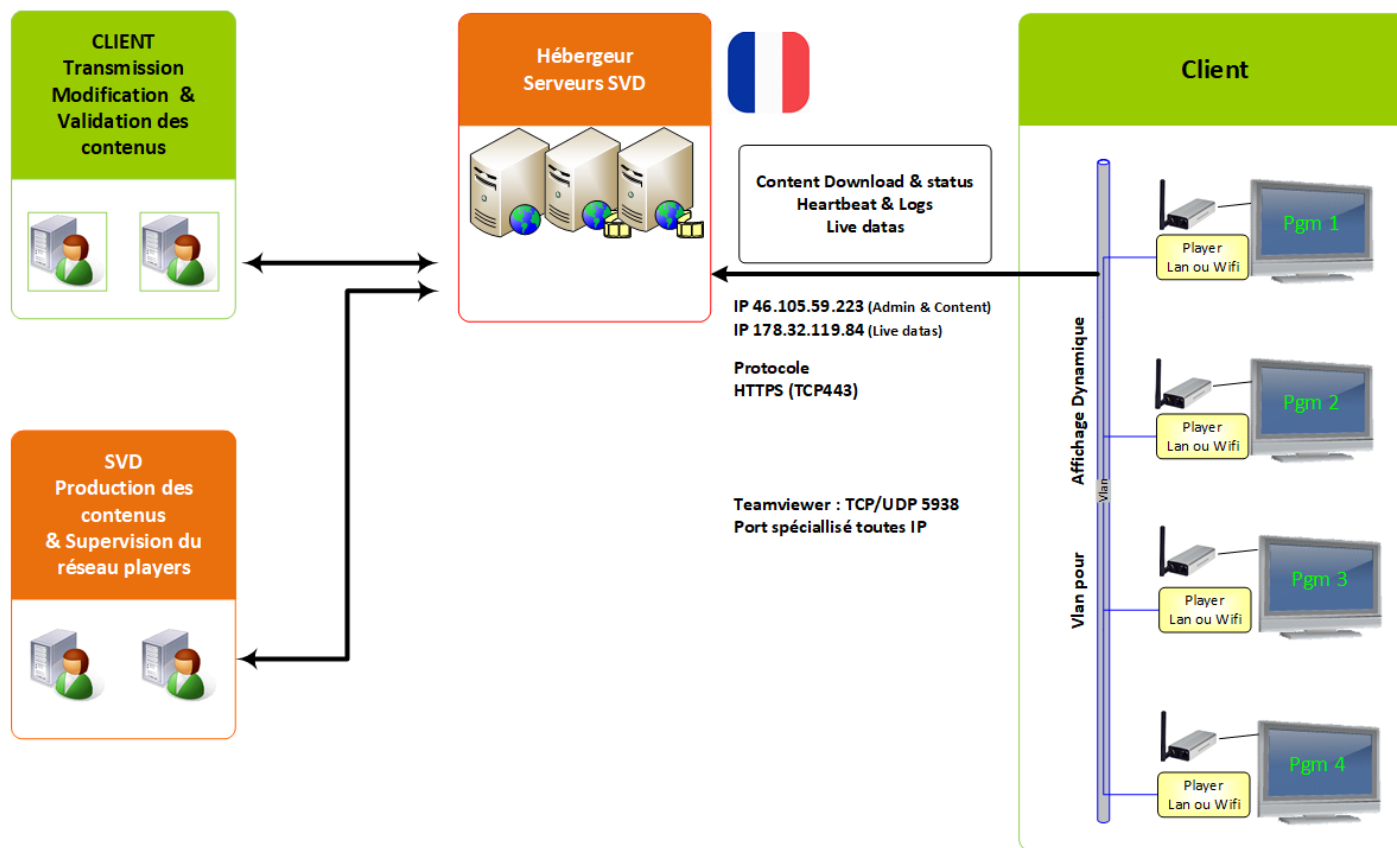 CLIENT
Transmission
Modification &
Validation des
contenus
Hébergeur
Serveurs SVD
Client
Content Download & status
Heartbeat & Logs
Live datas
IP 46.105.59.223 (Admin & Content)
IP 178.32.119.84 (Live datas)
Protocole
HTTPS (TCP443)
Teamviewer : TCP/UDP 5938
Port spéciallisé toutes IP
SVD
Production des
contenus
& Supervision du
réseau players
Vlan pour Affichage Dynamique
Vlan
Pgm 1
Player
Lan ou Wifi
Pgm 2
Player
Lan ou Wifi
Pgm 3
Player
Lan ou Wifi
Pgm 4
Player
Lan ou Wifi